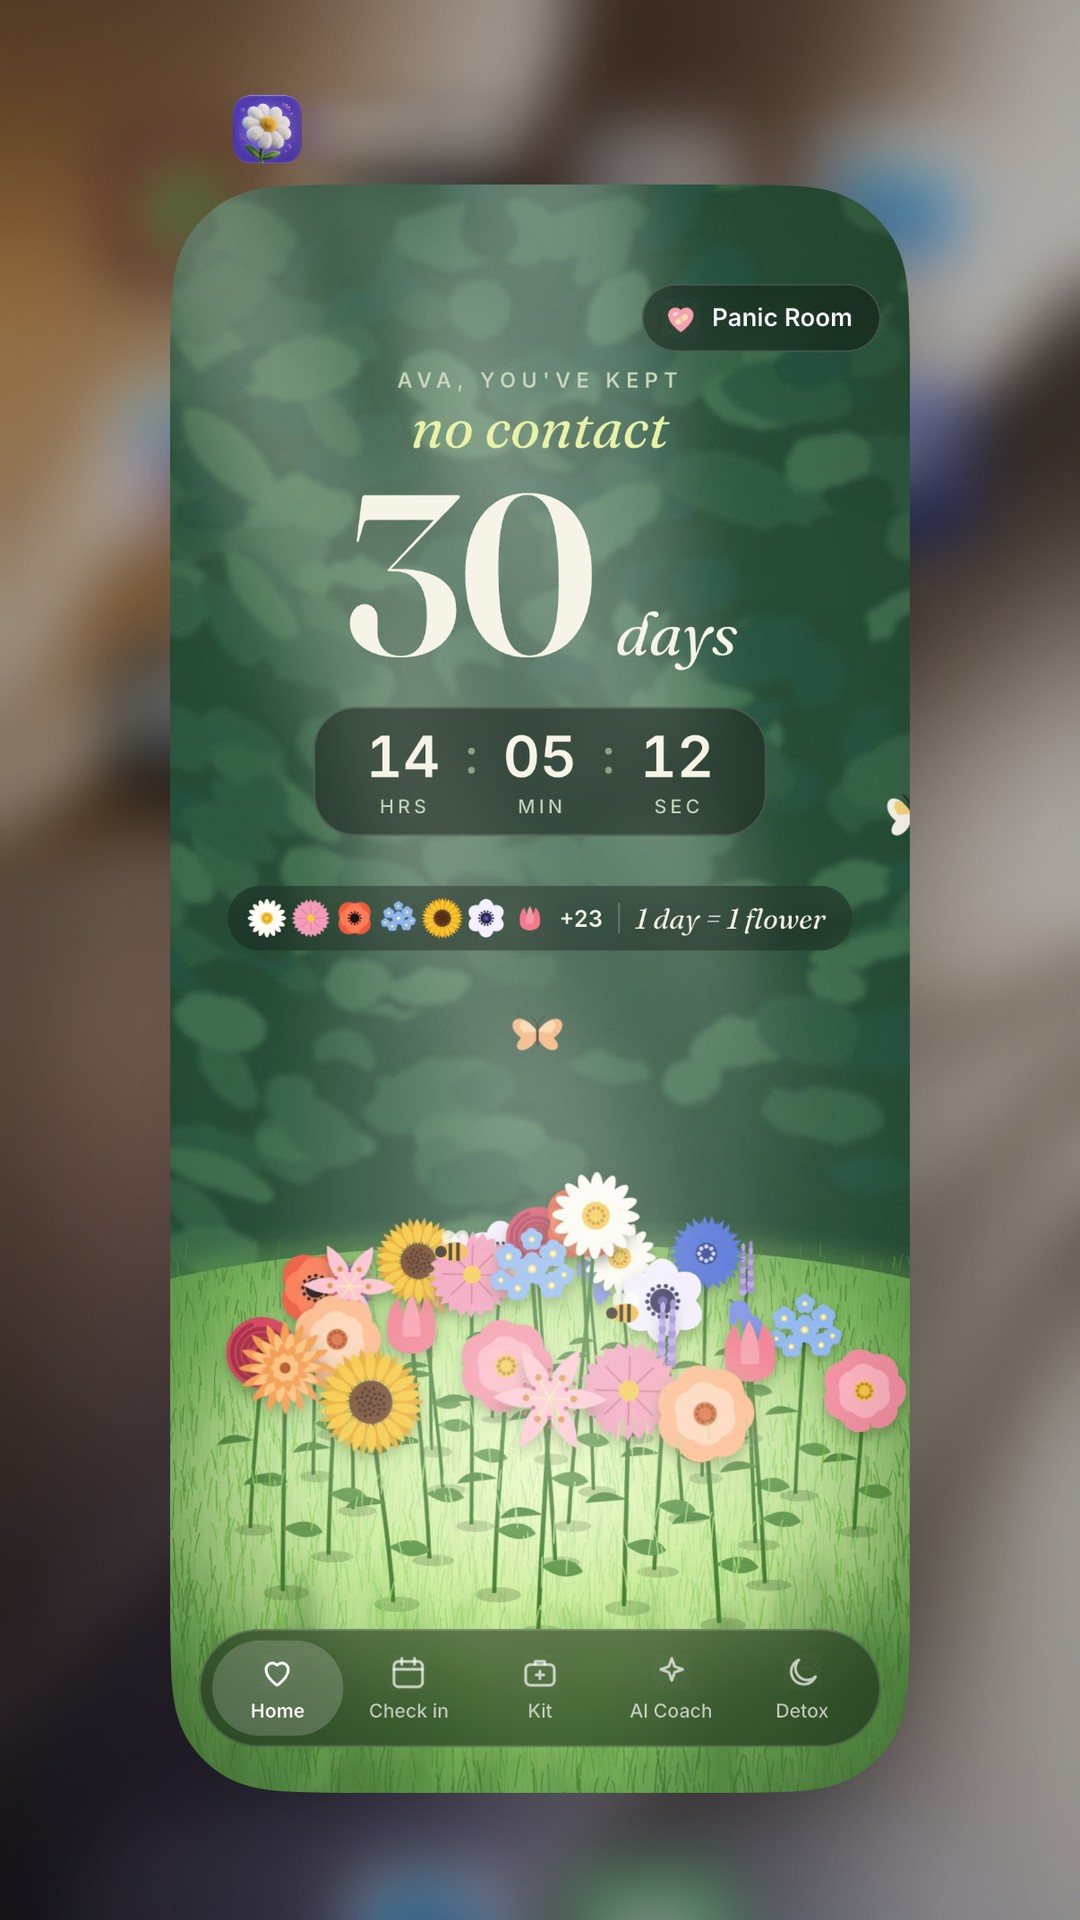 Panic Room
AVA, YOU'VE KEPT
no contact
30 days
14 : 05 : 12
HRS MIN SEC
+23 | 1 day = 1 flower
Home Check in Kit AI Coach Detox